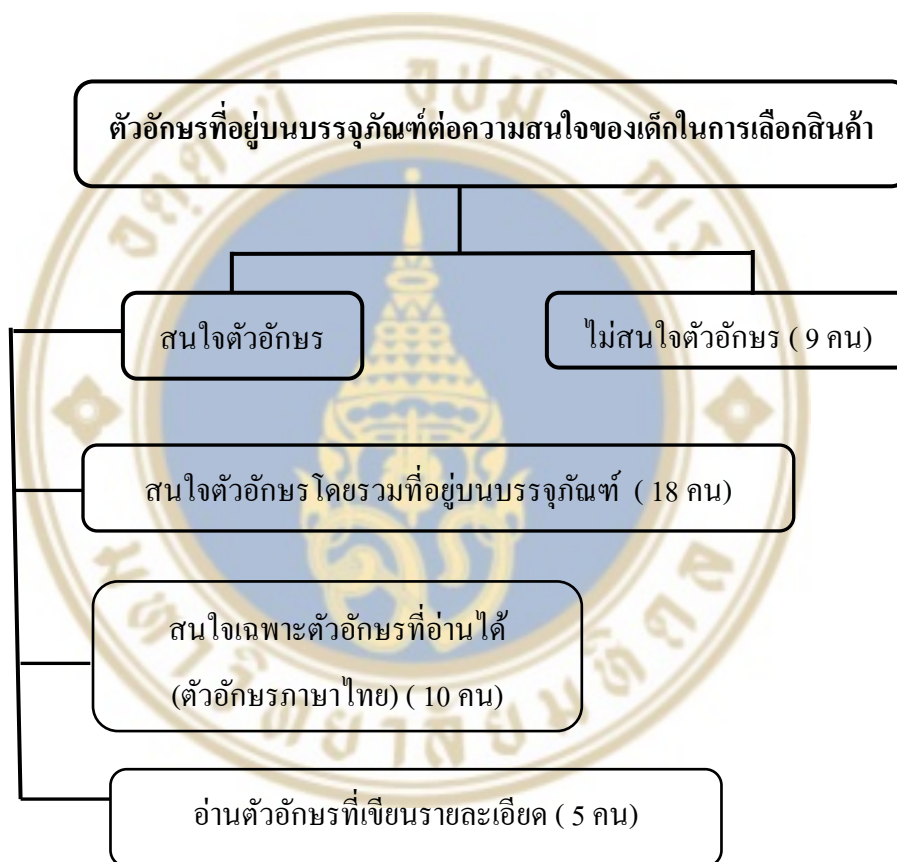 ตัวอักษรที่อยู่บนบรรจุภัณฑ์ต่อความสนใจของเด็กในการเลือกสินค้า
สนใจตัวอักษร
ไม่สนใจตัวอักษร ( 9 คน)
สนใจตัวอักษรโดยรวมที่อยู่บนบรรจุภัณฑ์ ( 18 คน)
สนใจเฉพาะตัวอักษรที่อ่านได้
(ตัวอักษรภาษาไทย) ( 10 คน)
อ่านตัวอักษรที่เขียนรายละเอียด ( 5 คน)